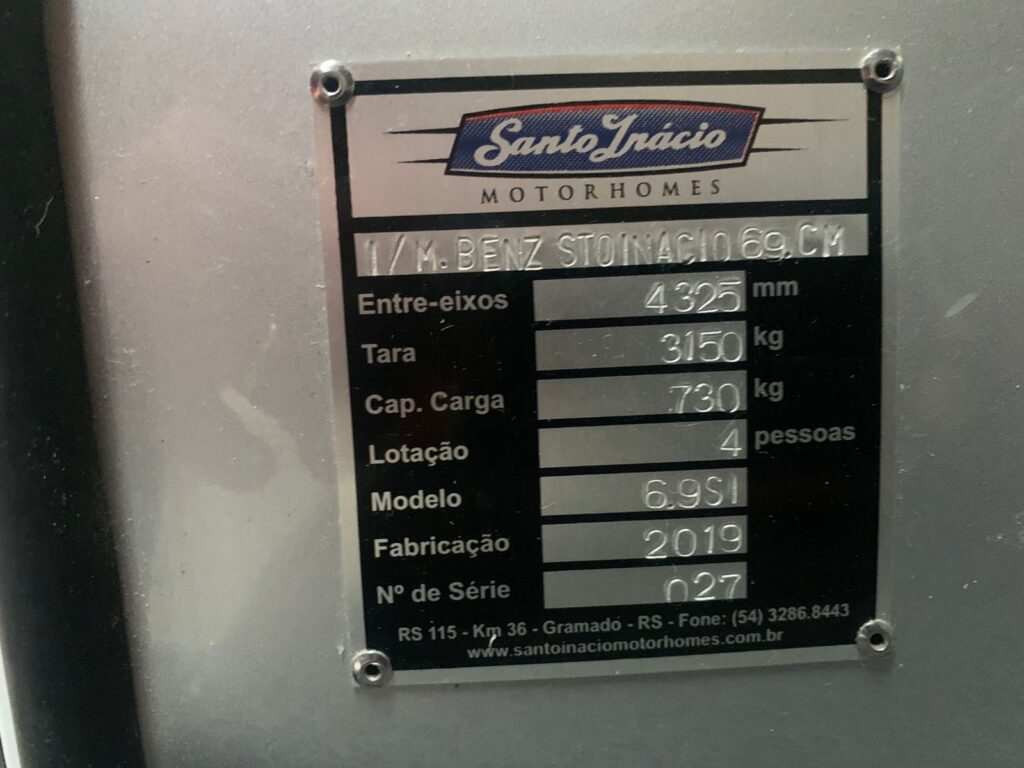 Santo Inácio
MOTORHOMES
I/M.BENZ STOINACIO 69.CM
Entre-eixos 4325 mm
Tara 3150 kg
Cap. Carga 730 kg
Lotação 4 pessoas
Modelo 6.9SI
Fabricação 2019
Nº de Série 027
RS 115 - Km 36 - Gramado - RS - Fone: (54) 3286.8443
www.santoinaciomotorhomes.com.br